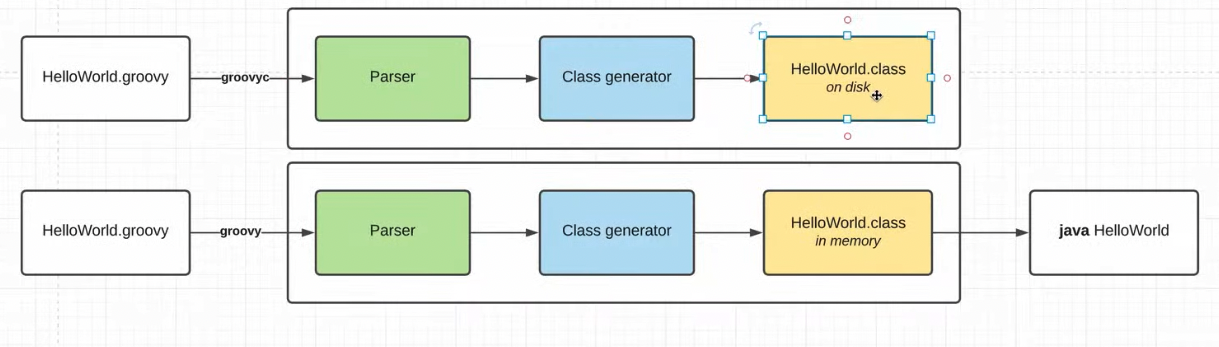 HelloWorld.groovy
groovyc
Parser
Class generator
HelloWorld.class
on disk
HelloWorld.groovy
groovy
Parser
Class generator
HelloWorld.class
in memory
java HelloWorld